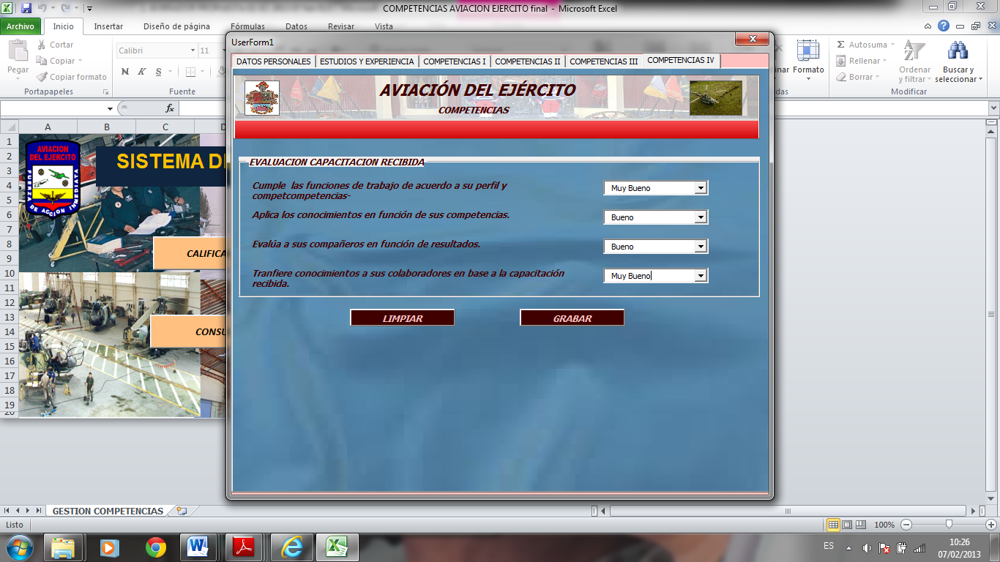 COMPETENCIAS AVIACION EJERCITO final - Microsoft Excel
Archivo Inicio Insertar Diseño de página Fórmulas Datos Revisar Vista
Cortar
Copiar
Copiar formato
Pegar
Portapapeles
Calibri 11
N K S
Fuente
Formato
Autosuma
Rellenar
Borrar
Ordenar y filtrar
Buscar y seleccionar
Modificar
fx
A B C D
1
2
3
4
5
6
7
8
9
10
11
12
13
14
15
16
17
18
19
20
AVIACION
DEL EJERCITO
FUERZA DE ACCION INMEDIATA
SISTEMA D
CALIFICA
CONSU
UserForm1
DATOS PERSONALES ESTUDIOS Y EXPERIENCIA COMPETENCIAS I COMPETENCIAS II COMPETENCIAS III COMPETENCIAS IV
AVIACIÓN DEL EJÉRCITO
COMPETENCIAS
EVALUACION CAPACITACION RECIBIDA
Cumple las funciones de trabajo de acuerdo a su perfil y
competcompetencias-
Muy Bueno
Aplica los conocimientos en función de sus competencias.
Bueno
Evalúa a sus compañeros en función de resultados.
Bueno
Tranfiere conocimientos a sus colaboradores en base a la capacitación
recibida.
Muy Bueno
LIMPIAR GRABAR
GESTION COMPETENCIAS
Listo
100%
ES
10:26
07/02/2013